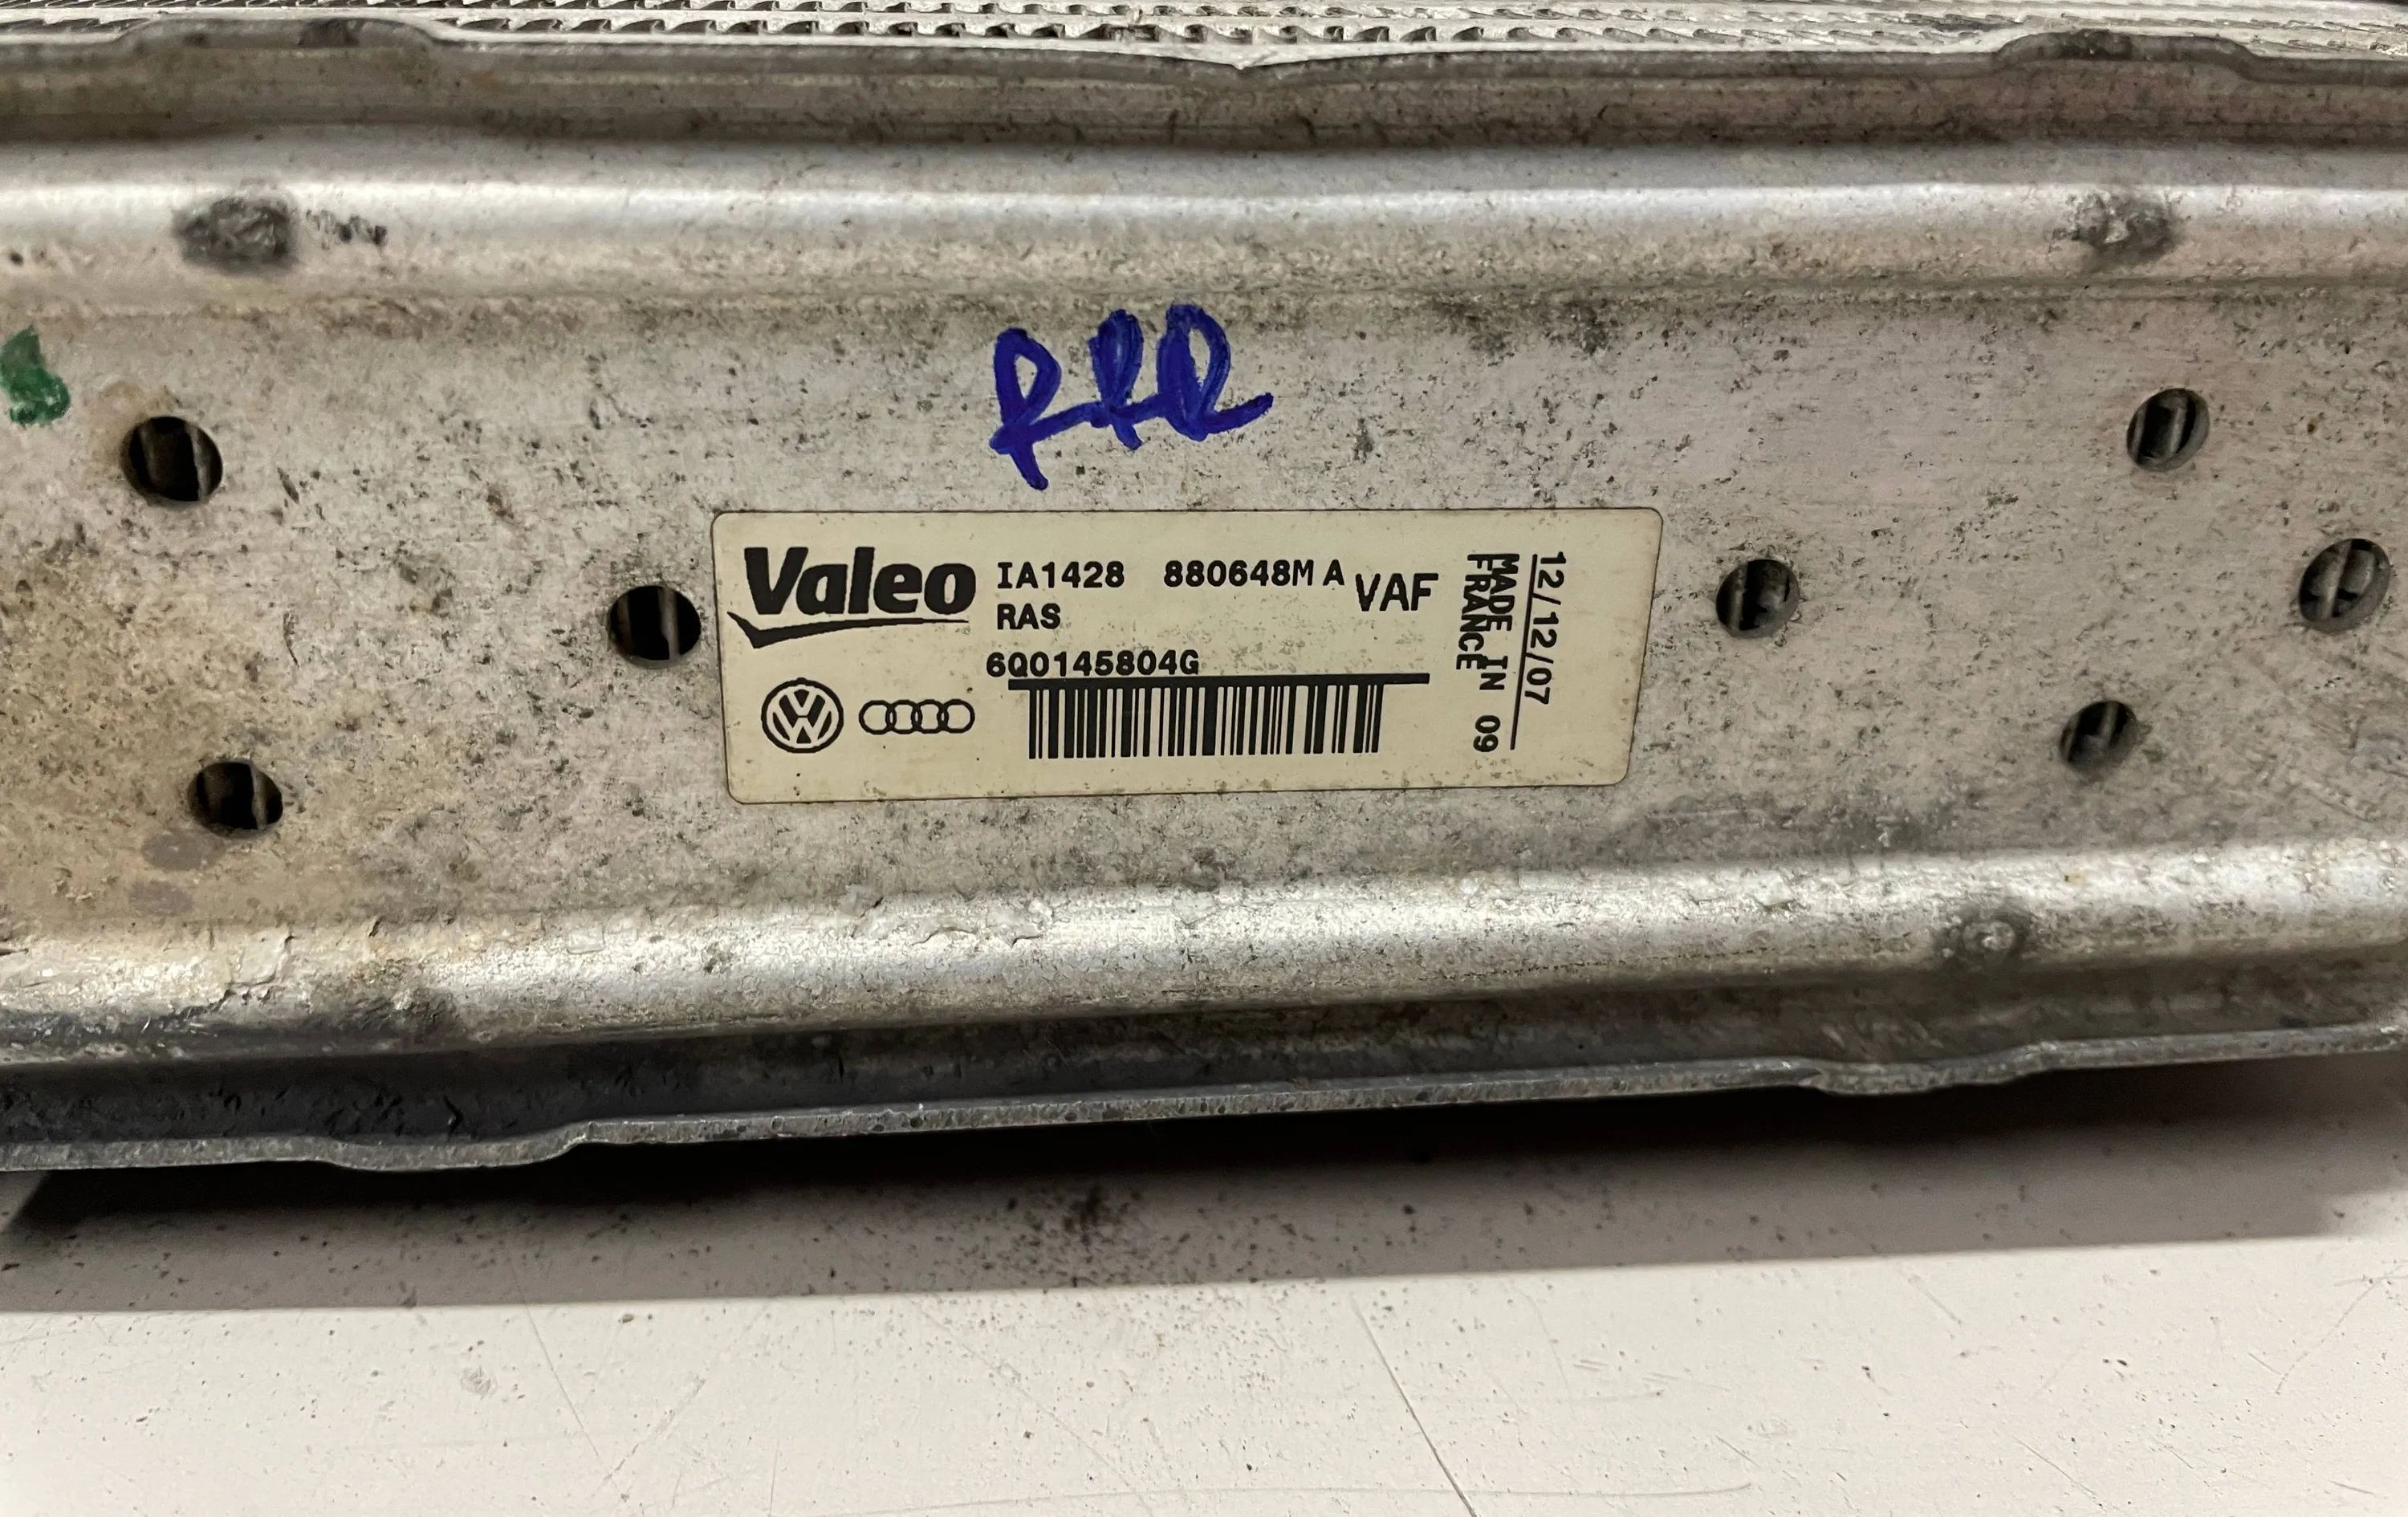 Valeo IA1428 880648M A VAF
RAS
6Q0145804G
12/12/07
MADE IN 09
FRANCE